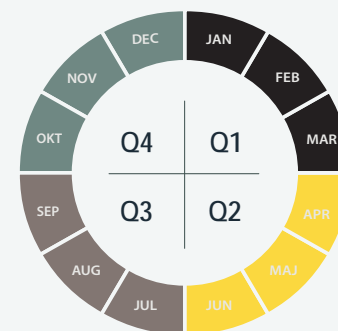 JAN
FEB
MAR
APR
MAJ
JUN
JUL
AUG
SEP
OKT
NOV
DEC
Q4 Q1
Q3 Q2